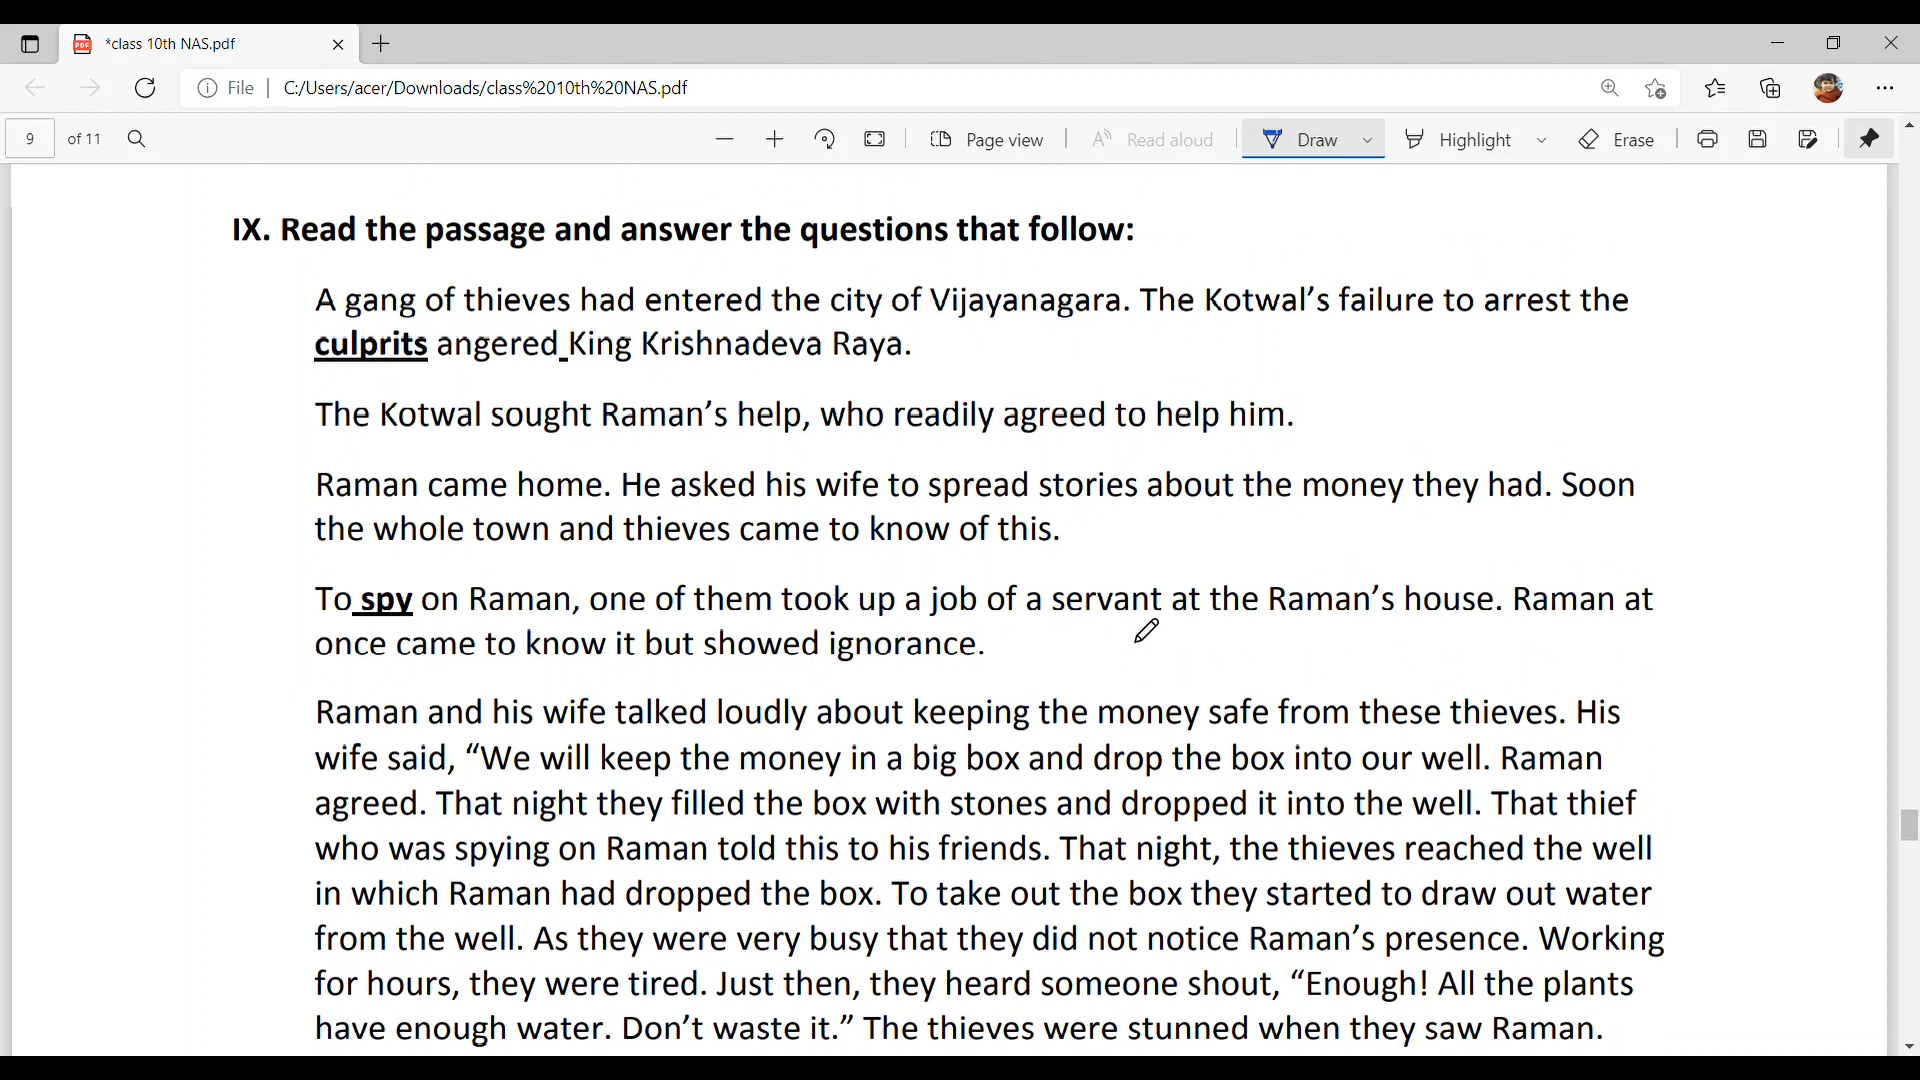 *class 10th NAS.pdf
File C:/Users/acer/Downloads/class%2010th%20NAS.pdf
9 of 11 Page view Read aloud Draw Highlight Erase
IX. Read the passage and answer the questions that follow:
A gang of thieves had entered the city of Vijayanagara. The Kotwal’s failure to arrest the
culprits angered King Krishnadeva Raya.
The Kotwal sought Raman’s help, who readily agreed to help him.
Raman came home. He asked his wife to spread stories about the money they had. Soon
the whole town and thieves came to know of this.
To spy on Raman, one of them took up a job of a servant at the Raman’s house. Raman at
once came to know it but showed ignorance.
Raman and his wife talked loudly about keeping the money safe from these thieves. His
wife said, “We will keep the money in a big box and drop the box into our well. Raman
agreed. That night they filled the box with stones and dropped it into the well. That thief
who was spying on Raman told this to his friends. That night, the thieves reached the well
in which Raman had dropped the box. To take out the box they started to draw out water
from the well. As they were very busy that they did not notice Raman’s presence. Working
for hours, they were tired. Just then, they heard someone shout, “Enough! All the plants
have enough water. Don’t waste it.” The thieves were stunned when they saw Raman.